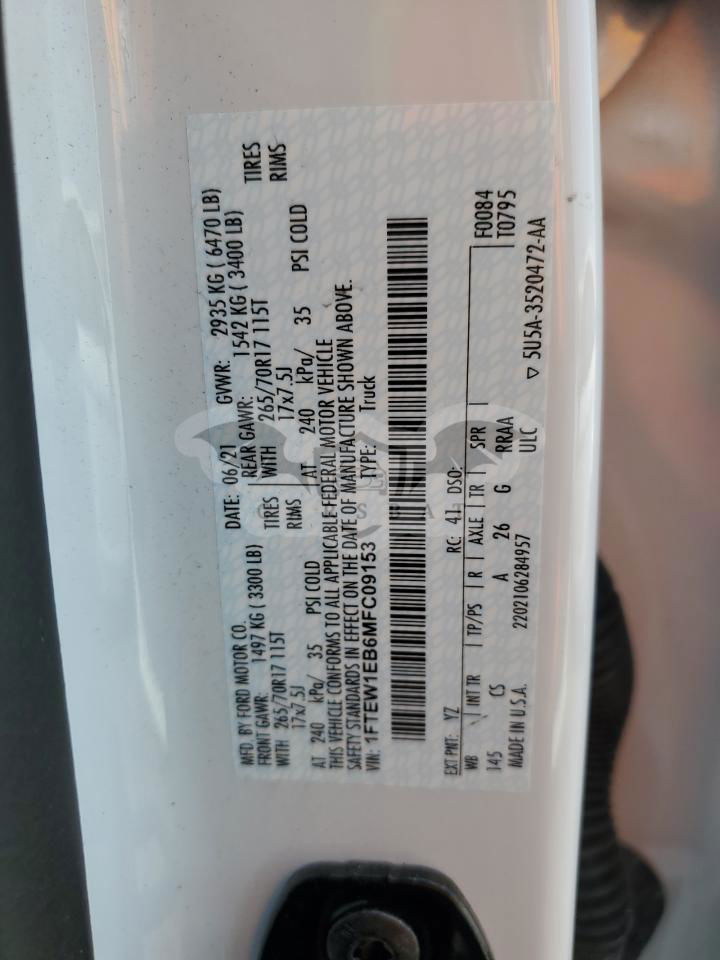 MFD. BY FORD MOTOR CO. DATE: 06/21 GVWR: 2935 KG ( 6470 LB)
FRONT GAWR: 1497 KG ( 3300 LB) REAR GAWR: 1542 KG ( 3400 LB)
WITH 265/70R17 115T TIRES WITH 265/70R17 115T TIRES
17x7.5J RIMS 17x7.5J RIMS
AT 240 kPa/ 35 PSI COLD AT 240 kPa/ 35 PSI COLD
THIS VEHICLE CONFORMS TO ALL APPLICABLE FEDERAL MOTOR VEHICLE
SAFETY STANDARDS IN EFFECT ON THE DATE OF MANUFACTURE SHOWN ABOVE.
VIN: 1FTEW1EB6MFC09153 TYPE: Truck
EXT PNT: YZ RC: 41 DSO: F0084
WB INT TR TP/PS R AXLE TR SPR T0795
145 CS A 26 G RRAA
ULC ▽ 5U5A-3520472-AA
MADE IN U.S.A. 2202106284957